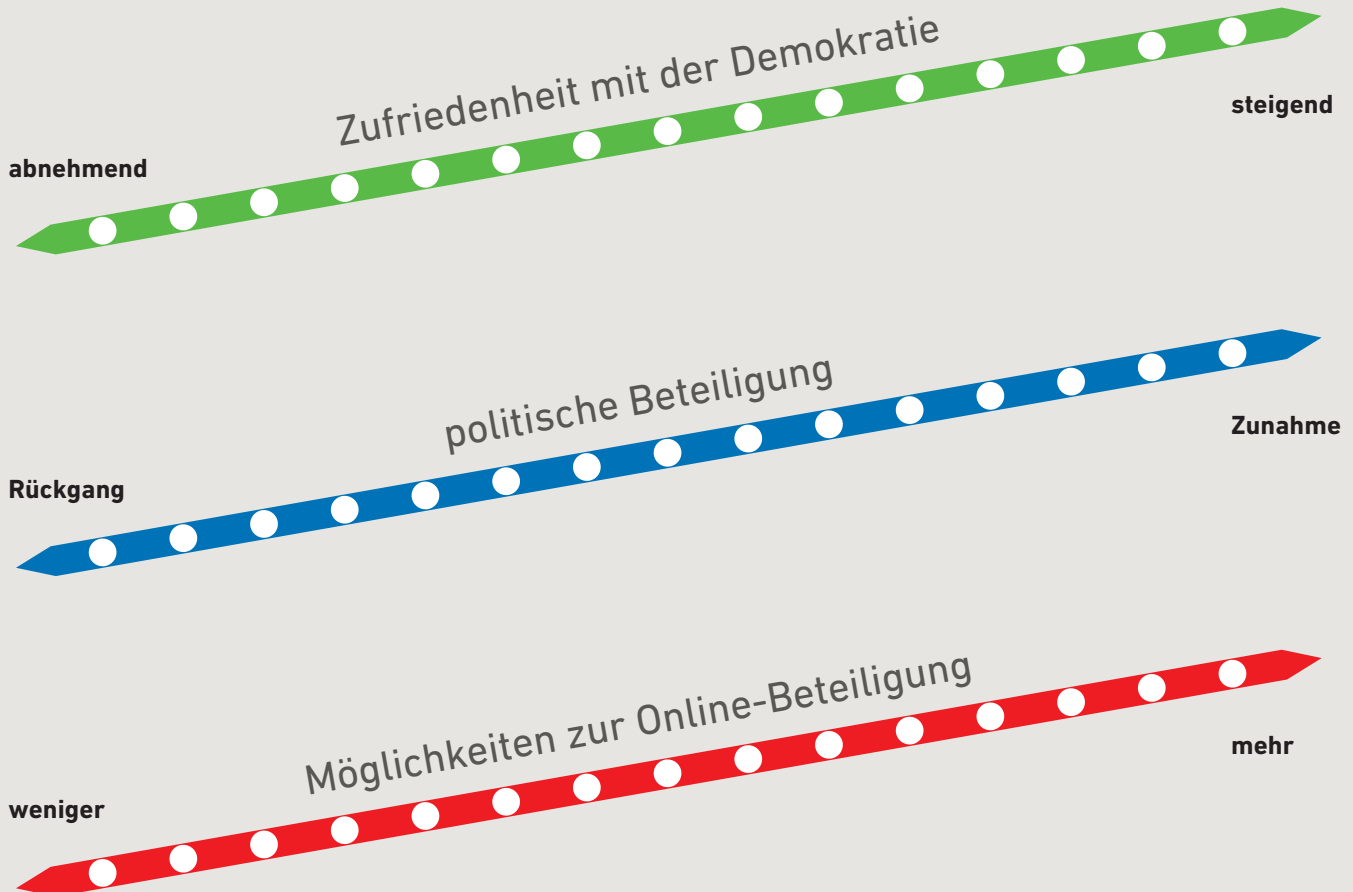 Zufriedenheit mit der Demokratie
steigend
abnehmend
politische Beteiligung
Zunahme
Rückgang
Möglichkeiten zur Online-Beteiligung
mehr
weniger